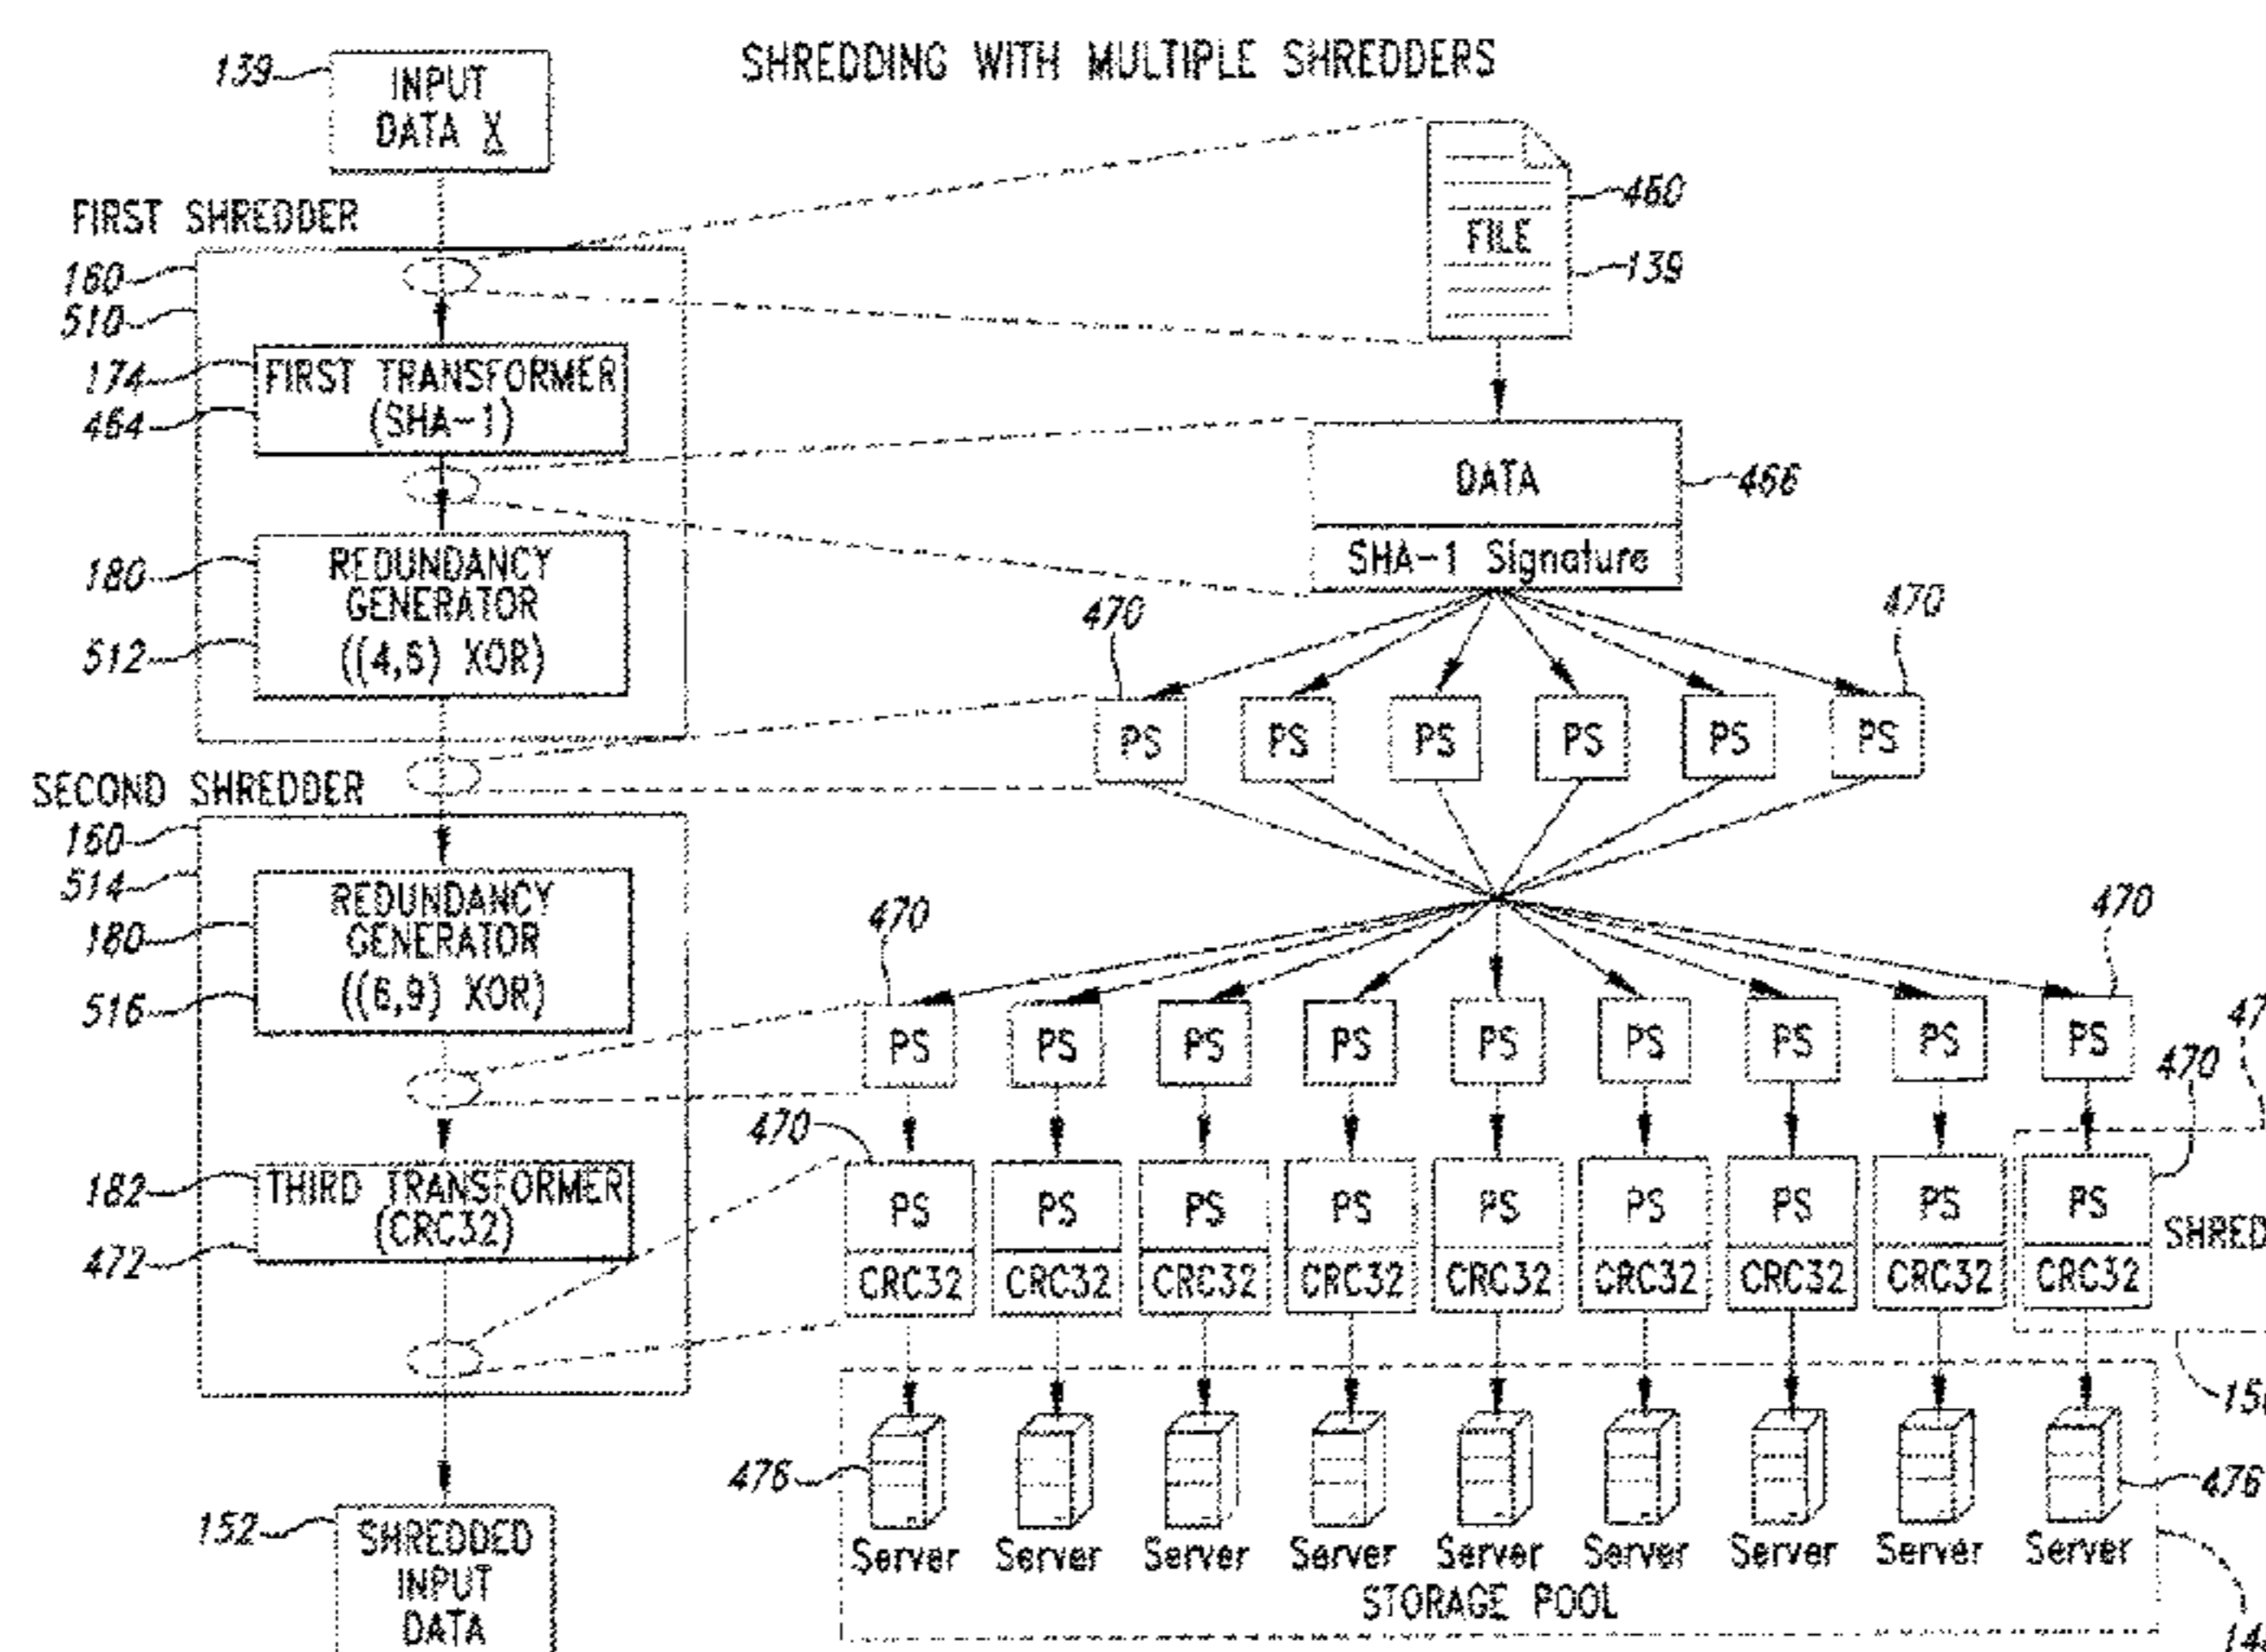 SHREDDING WITH MULTIPLE SHREDDERS
139
INPUT
DATA X
FIRST SHREDDER
160
510
174
464
FIRST TRANSFORMER
(SHA-1)
180
512
REDUNDANCY
GENERATOR
((4,6) XOR)
SECOND SHREDDER
160
514
180
516
REDUNDANCY
GENERATOR
((6,9) XOR)
182
472
THIRD TRANSFORMER
(CRC32)
152
SHREDDED
INPUT
DATA
FILE
460
139
DATA
SHA-1 Signature
466
470
470
PS PS PS PS PS PS
470
470
PS PS PS PS PS PS PS PS PS
470
470
PS PS PS PS PS PS PS PS PS
CRC32 CRC32 CRC32 CRC32 CRC32 CRC32 CRC32 CRC32 CRC32
476
476
Server Server Server Server Server Server Server Server Server
STORAGE POOL